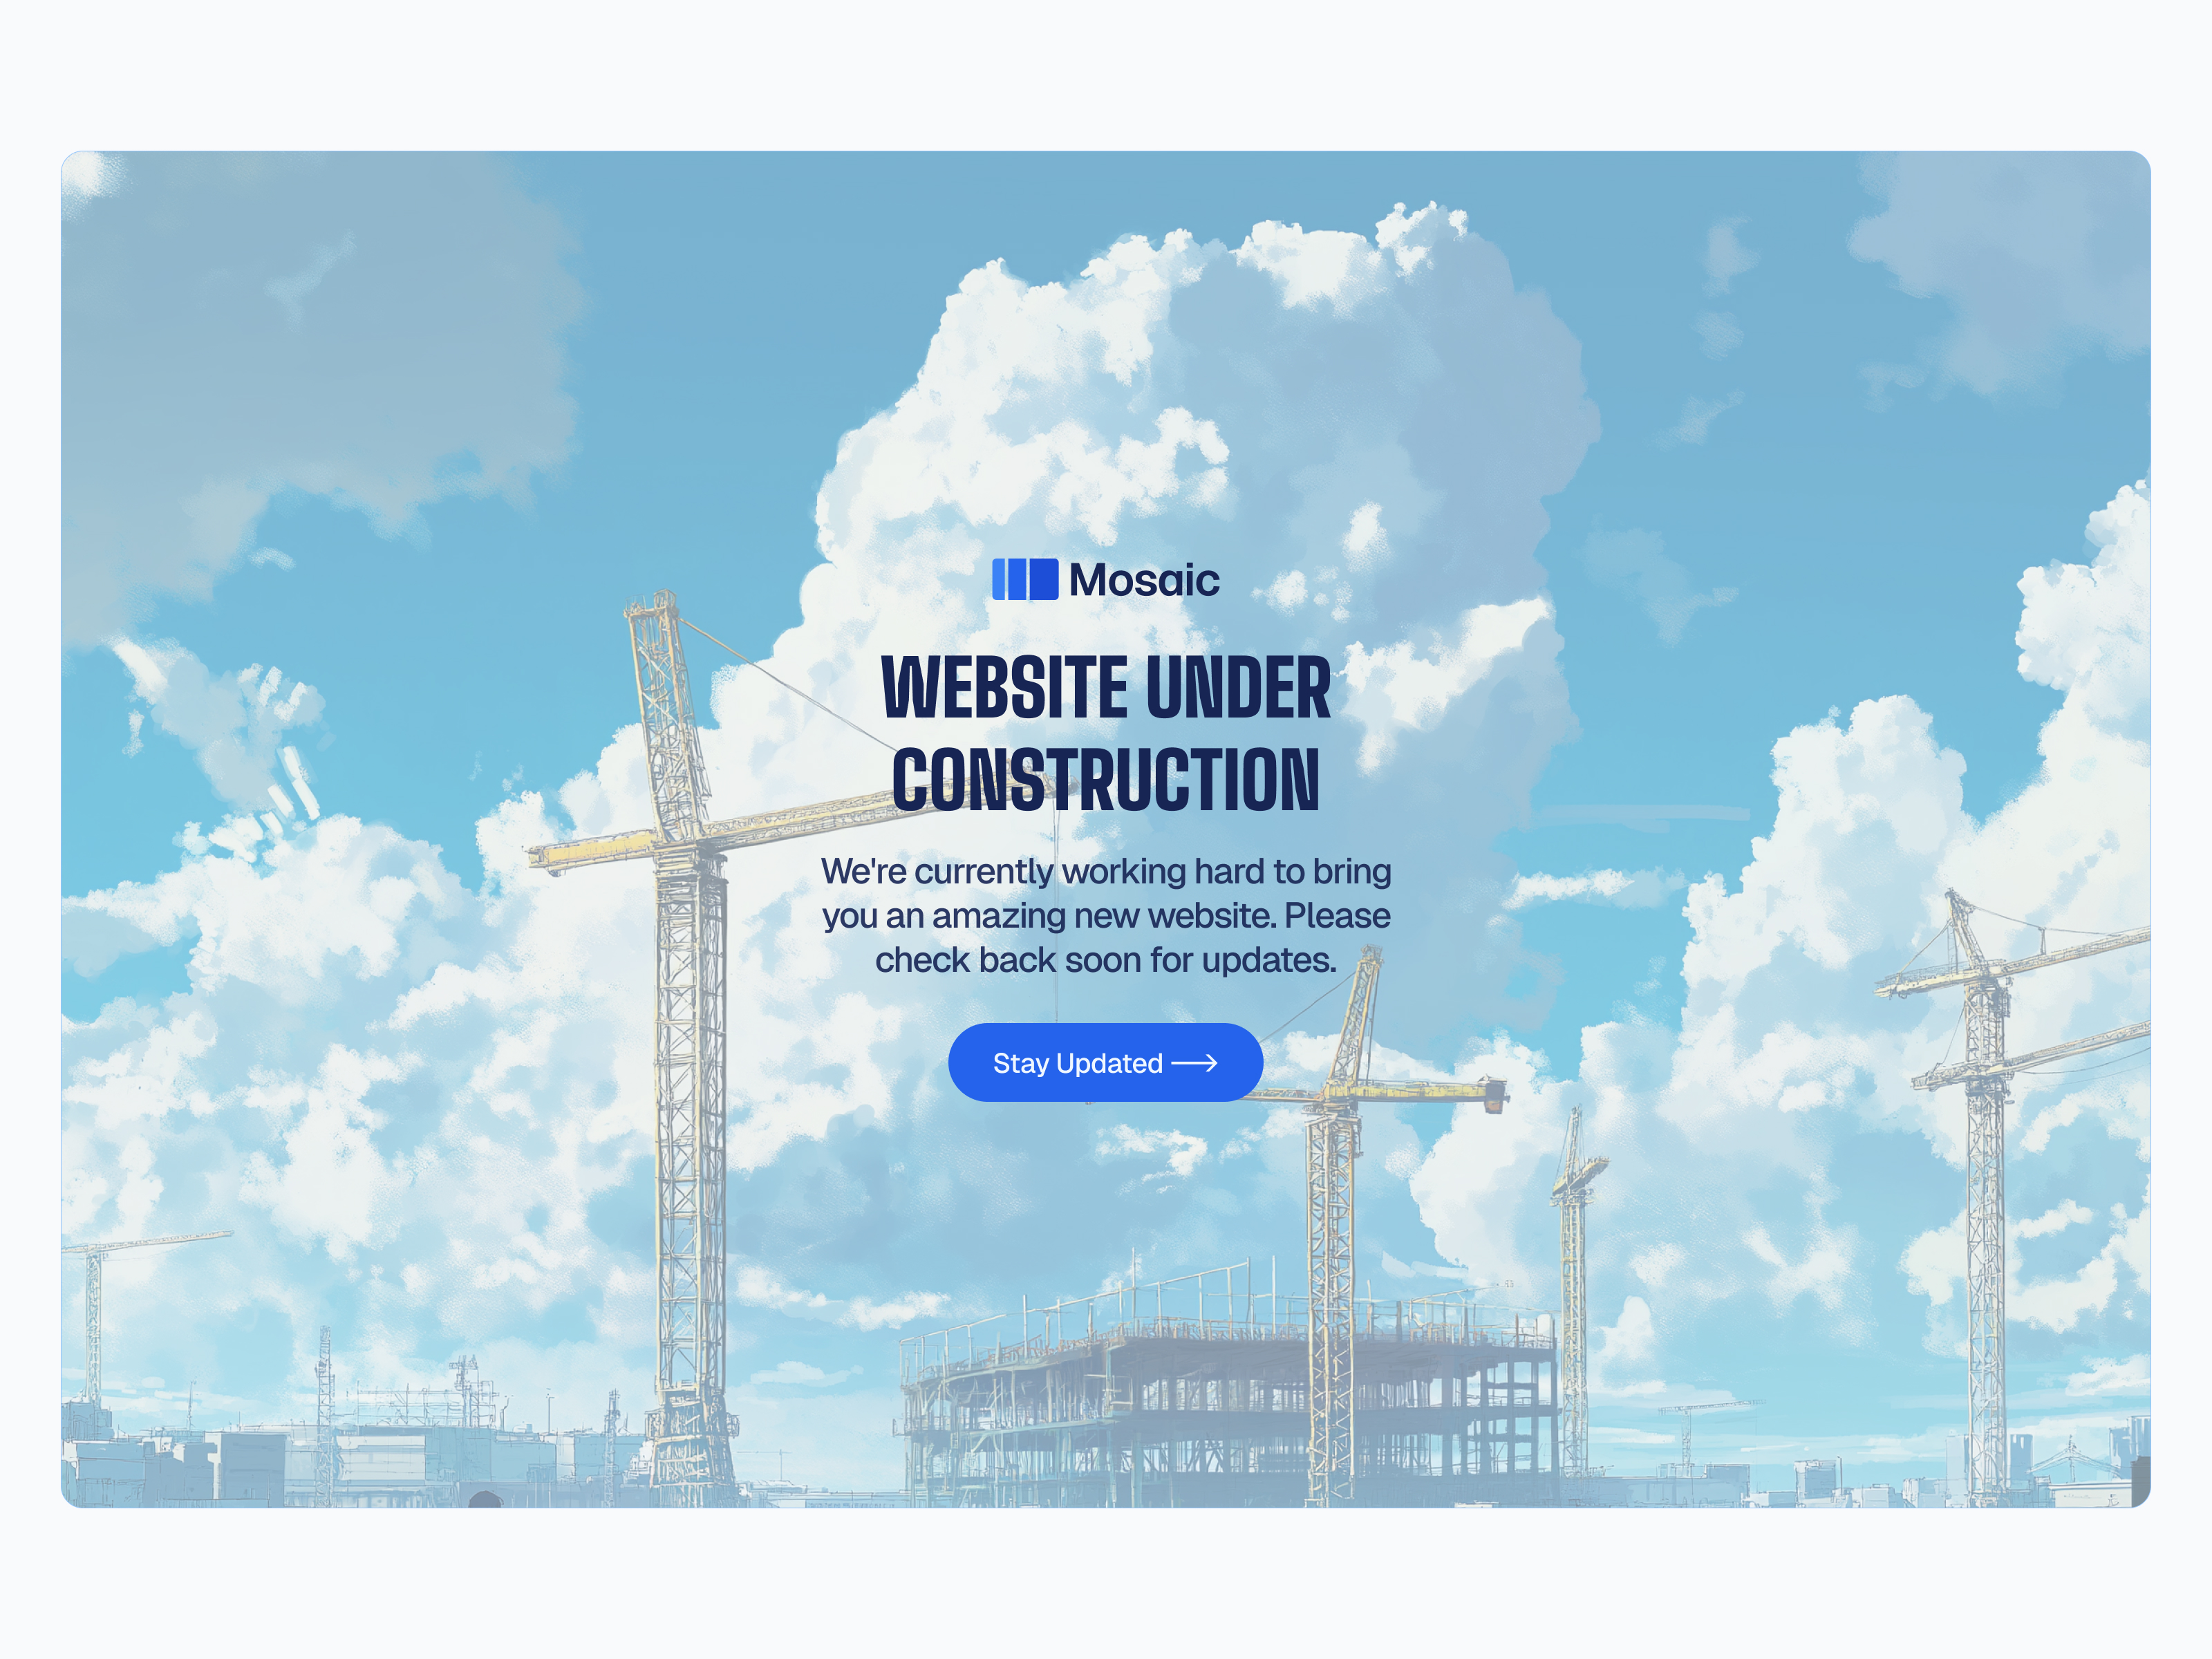 Mosaic
WEBSITE UNDER
CONSTRUCTION
We're currently working hard to bring
you an amazing new website. Please
check back soon for updates.
Stay Updated